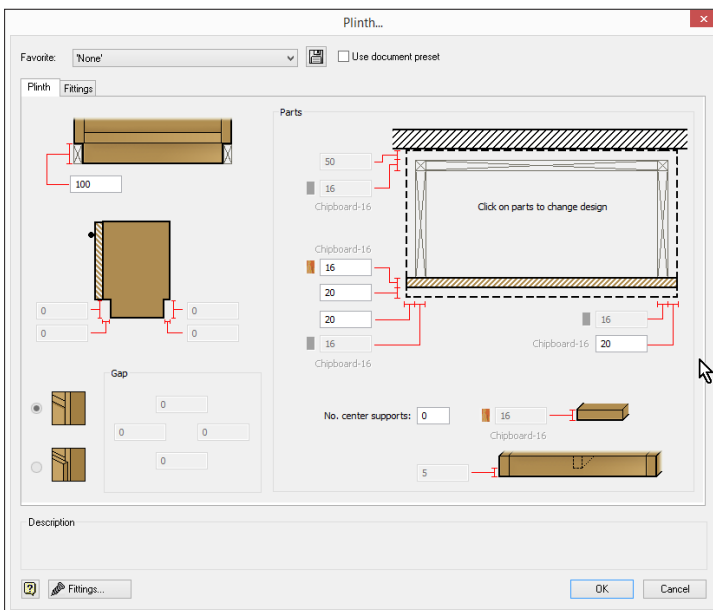 Plinth...
Favorite: 'None' Use document preset
Plinth Fittings
100
0 0
0 0
Gap
0
0 0
0
Parts
50
16
Chipboard-16
Click on parts to change design
Chipboard-16
16
20
20
16
Chipboard-16
16
Chipboard-16 20
No. center supports: 0 16
Chipboard-16
5
Description
Fittings... OK Cancel